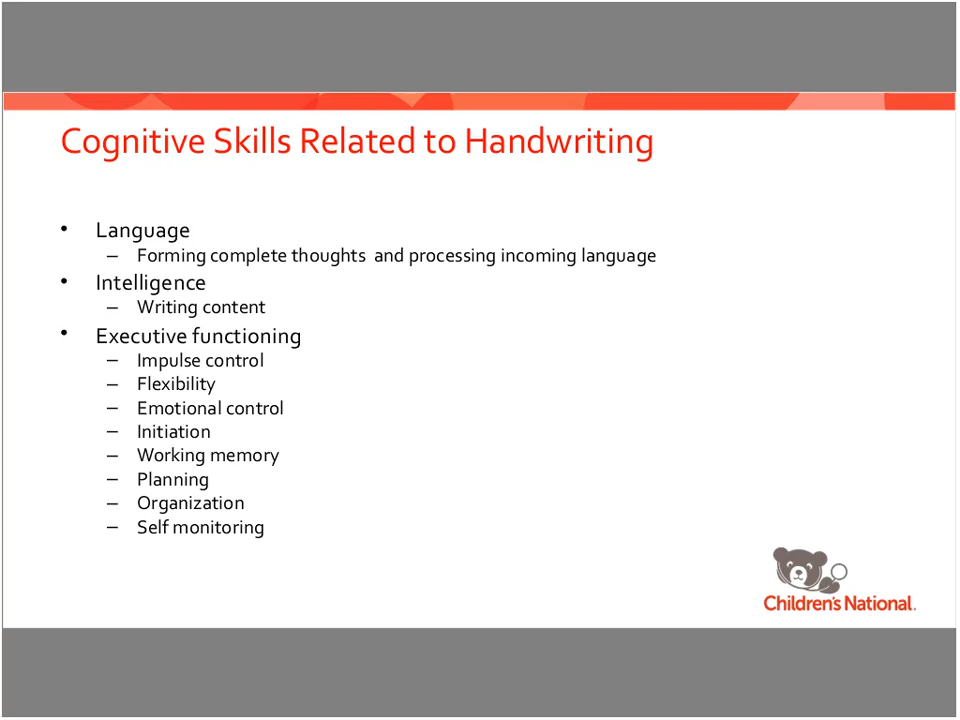 Cognitive Skills Related to Handwriting
• Language
– Forming complete thoughts and processing incoming language
• Intelligence
– Writing content
• Executive functioning
– Impulse control
– Flexibility
– Emotional control
– Initiation
– Working memory
– Planning
– Organization
– Self monitoring
Children's National.